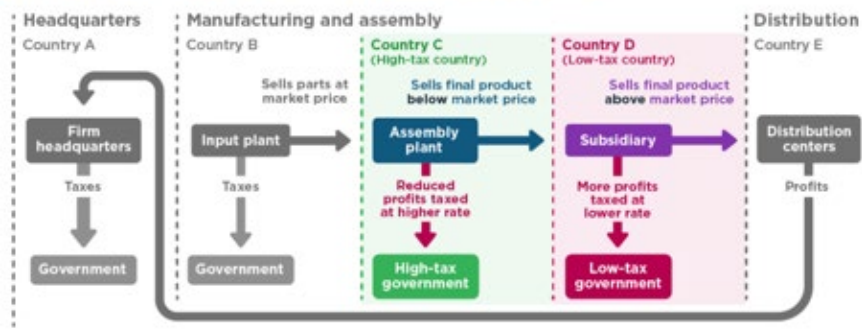 Headquarters
Country A
Manufacturing and assembly
Country B
Country C
(High-tax country)
Country D
(Low-tax country)
Distribution
Country E
Sells parts at
market price
Sells final product
below market price
Sells final product
above market price
Firm
headquarters
Input plant
Assembly
plant
Subsidiary
Distribution
centers
Taxes
Taxes
Reduced
profits taxed
at higher rate
More profits
taxed at
lower rate
Profits
Government
Government
High-tax
government
Low-tax
government